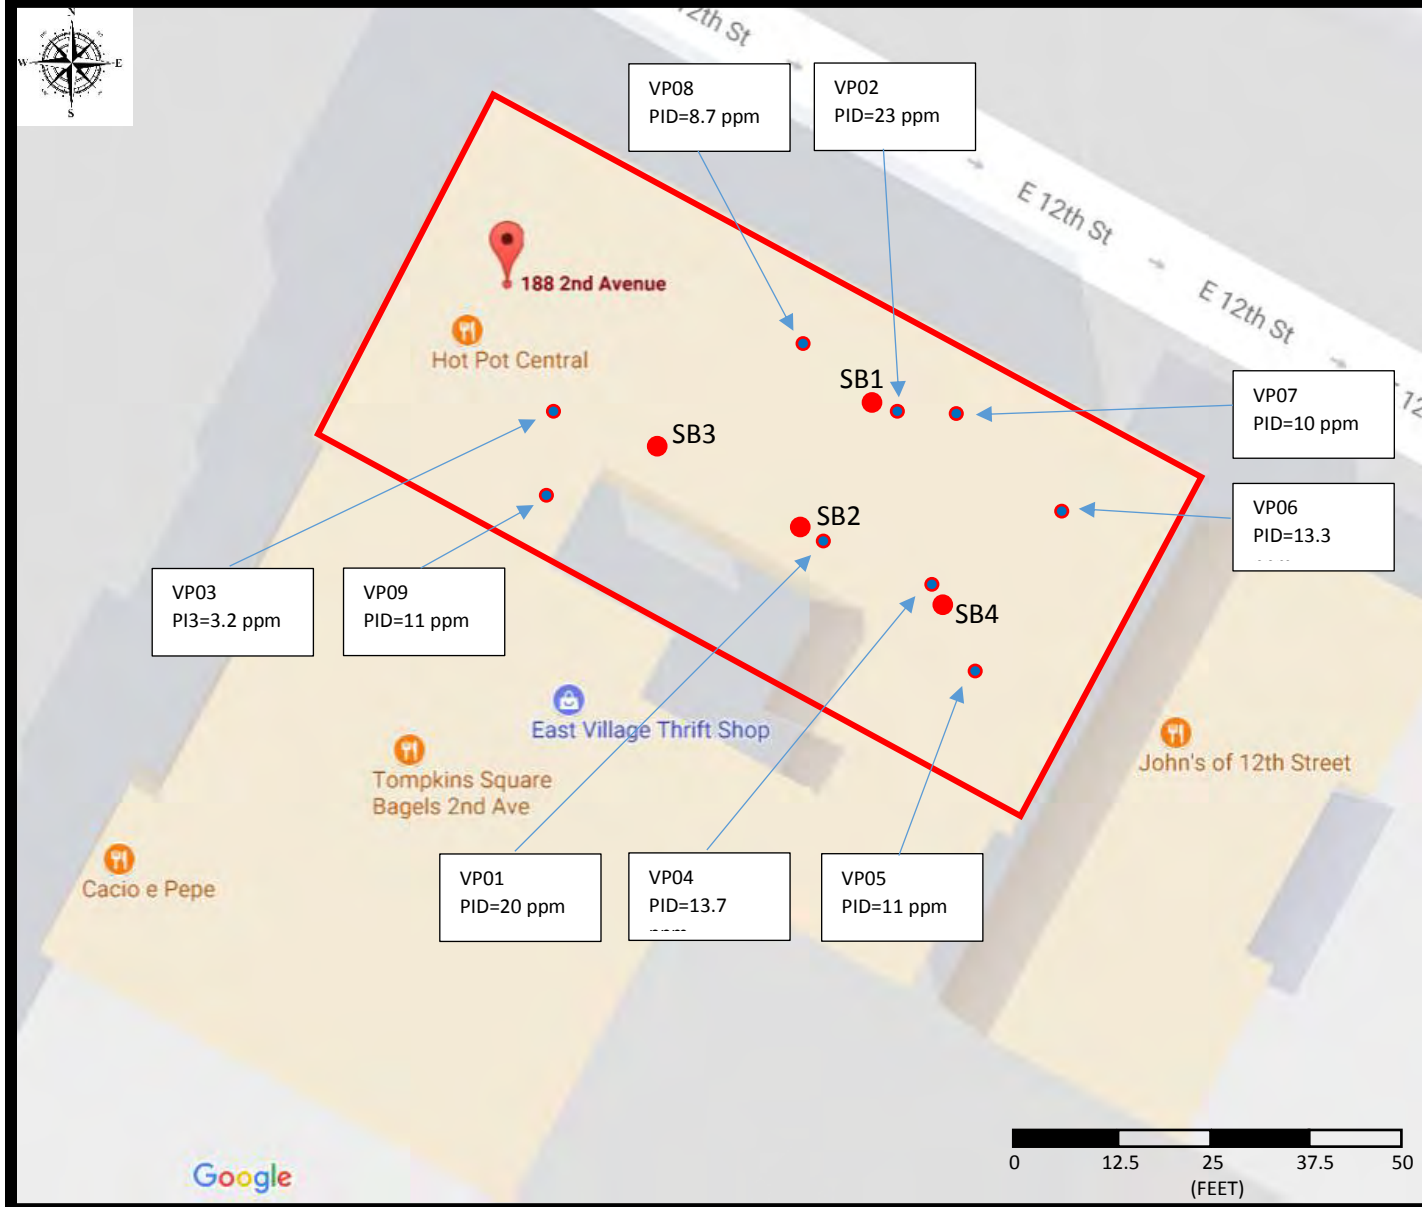 N
W
E
S
12th St
VP08
PID=8.7 ppm
VP02
PID=23 ppm
E 12th St
188 2nd Avenue
E 12th St
Hot Pot Central
SB1
VP07
PID=10 ppm
12
SB3
VP06
PID=13.3
SB2
VP03
PI3=3.2 ppm
VP09
PID=11 ppm
SB4
East Village Thrift Shop
Tompkins Square
Bagels 2nd Ave
John's of 12th Street
Cacio e Pepe
VP01
PID=20 ppm
VP04
PID=13.7
VP05
PID=11 ppm
Google
0 12.5 25 37.5 50
(FEET)